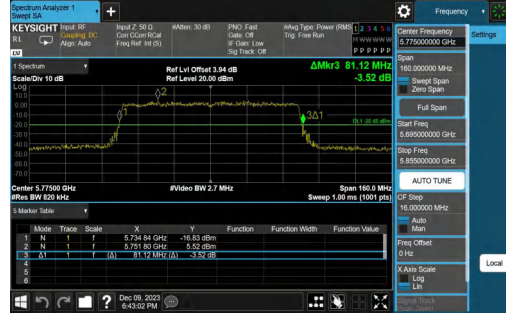 Spectrum Analyzer 1
Swept SA
+
Frequency
KEYSIGHT
RL
Input: RF
Coupling: DC
Align: Auto
Input Z: 50 Ω
Corr CCorr RCal
Freq Ref: Int (S)
#Atten: 30 dB
PNO: Fast
Gate: Off
IF Gain: Low
Sig Track: Off
#Avg Type: Power (RMS
Trig: Free Run
1 2 3 4 5 6
M W W W W W
P P P P P P
Center Frequency
5.775000000 GHz
Settings
Span
160.000000 MHz
Swept Span
Zero Span
Full Span
Start Freq
5.695000000 GHz
Stop Freq
5.855000000 GHz
AUTO TUNE
CF Step
16.000000 MHz
Auto
Man
Freq Offset
0 Hz
X Axis Scale
Log
Lin
Signal Track
Local
1 Spectrum
Scale/Div 10 dB
Log
Ref Lvl Offset 3.94 dB
Ref Level 20.00 dBm
ΔMkr3 81.12 MHz
-3.52 dB
10.0
0.00
-10.0
-20.0
-30.0
-40.0
-50.0
-60.0
-70.0
1
2
3Δ1
DL1 -20.48 dBm
Center 5.77500 GHz
#Video BW 2.7 MHz
Span 160.0 MHz
#Res BW 820 kHz
Sweep 1.00 ms (1001 pts)
5 Marker Table
Mode Trace Scale X Y Function Function Width Function Value
1 N 1 f 5.734 84 GHz -16.83 dBm
2 N 1 f 5.751 80 GHz 5.52 dBm
3 Δ1 1 f (Δ) 81.12 MHz (Δ) -3.52 dB
4
5
6
Dec 09, 2023
6:43:02 PM